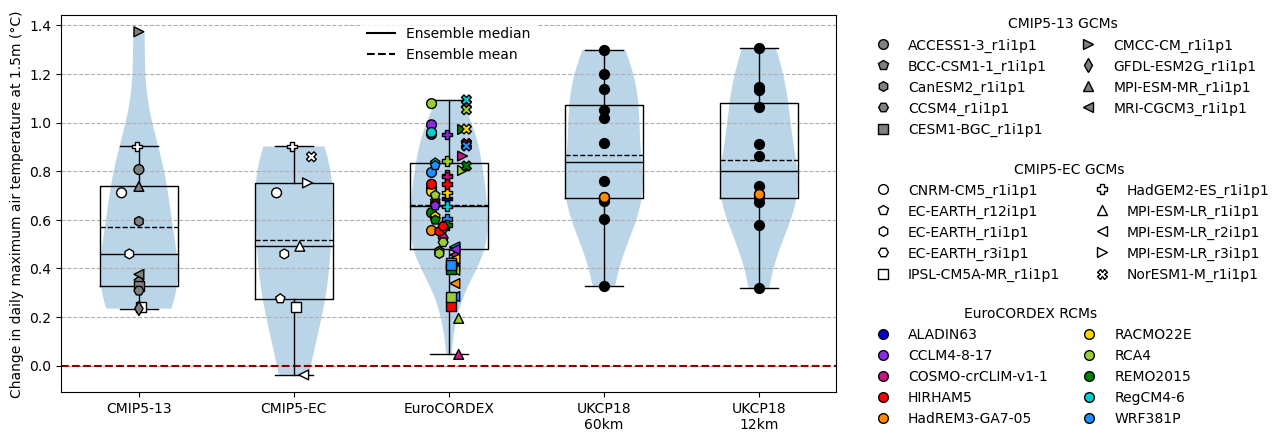 Change in daily maximum air temperature at 1.5m (°C)
1.4
1.2
1.0
0.8
0.6
0.4
0.2
0.0
Ensemble median
Ensemble mean
CMIP5-13
CMIP5-EC
EuroCORDEX
UKCP18
60km
UKCP18
12km
CMIP5-13 GCMs
ACCESS1-3_r1i1p1
BCC-CSM1-1_r1i1p1
CanESM2_r1i1p1
CCSM4_r1i1p1
CESM1-BGC_r1i1p1
CMCC-CM_r1i1p1
GFDL-ESM2G_r1i1p1
MPI-ESM-MR_r1i1p1
MRI-CGCM3_r1i1p1
CMIP5-EC GCMs
CNRM-CM5_r1i1p1
EC-EARTH_r12i1p1
EC-EARTH_r1i1p1
EC-EARTH_r3i1p1
IPSL-CM5A-MR_r1i1p1
HadGEM2-ES_r1i1p1
MPI-ESM-LR_r1i1p1
MPI-ESM-LR_r2i1p1
MPI-ESM-LR_r3i1p1
NorESM1-M_r1i1p1
EuroCORDEX RCMs
ALADIN63
CCLM4-8-17
COSMO-crCLIM-v1-1
HIRHAM5
HadREM3-GA7-05
RACMO22E
RCA4
REMO2015
RegCM4-6
WRF381P